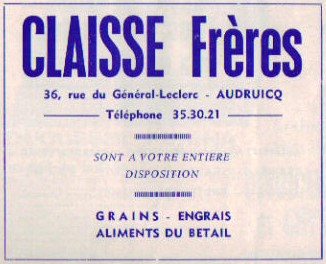 CLAISSE Frères
36, rue du Général-Leclerc - AUDRUICQ
Téléphone 35.30.21
SONT A VOTRE ENTIERE
DISPOSITION
GRAINS - ENGRAIS
ALIMENTS DU BETAIL